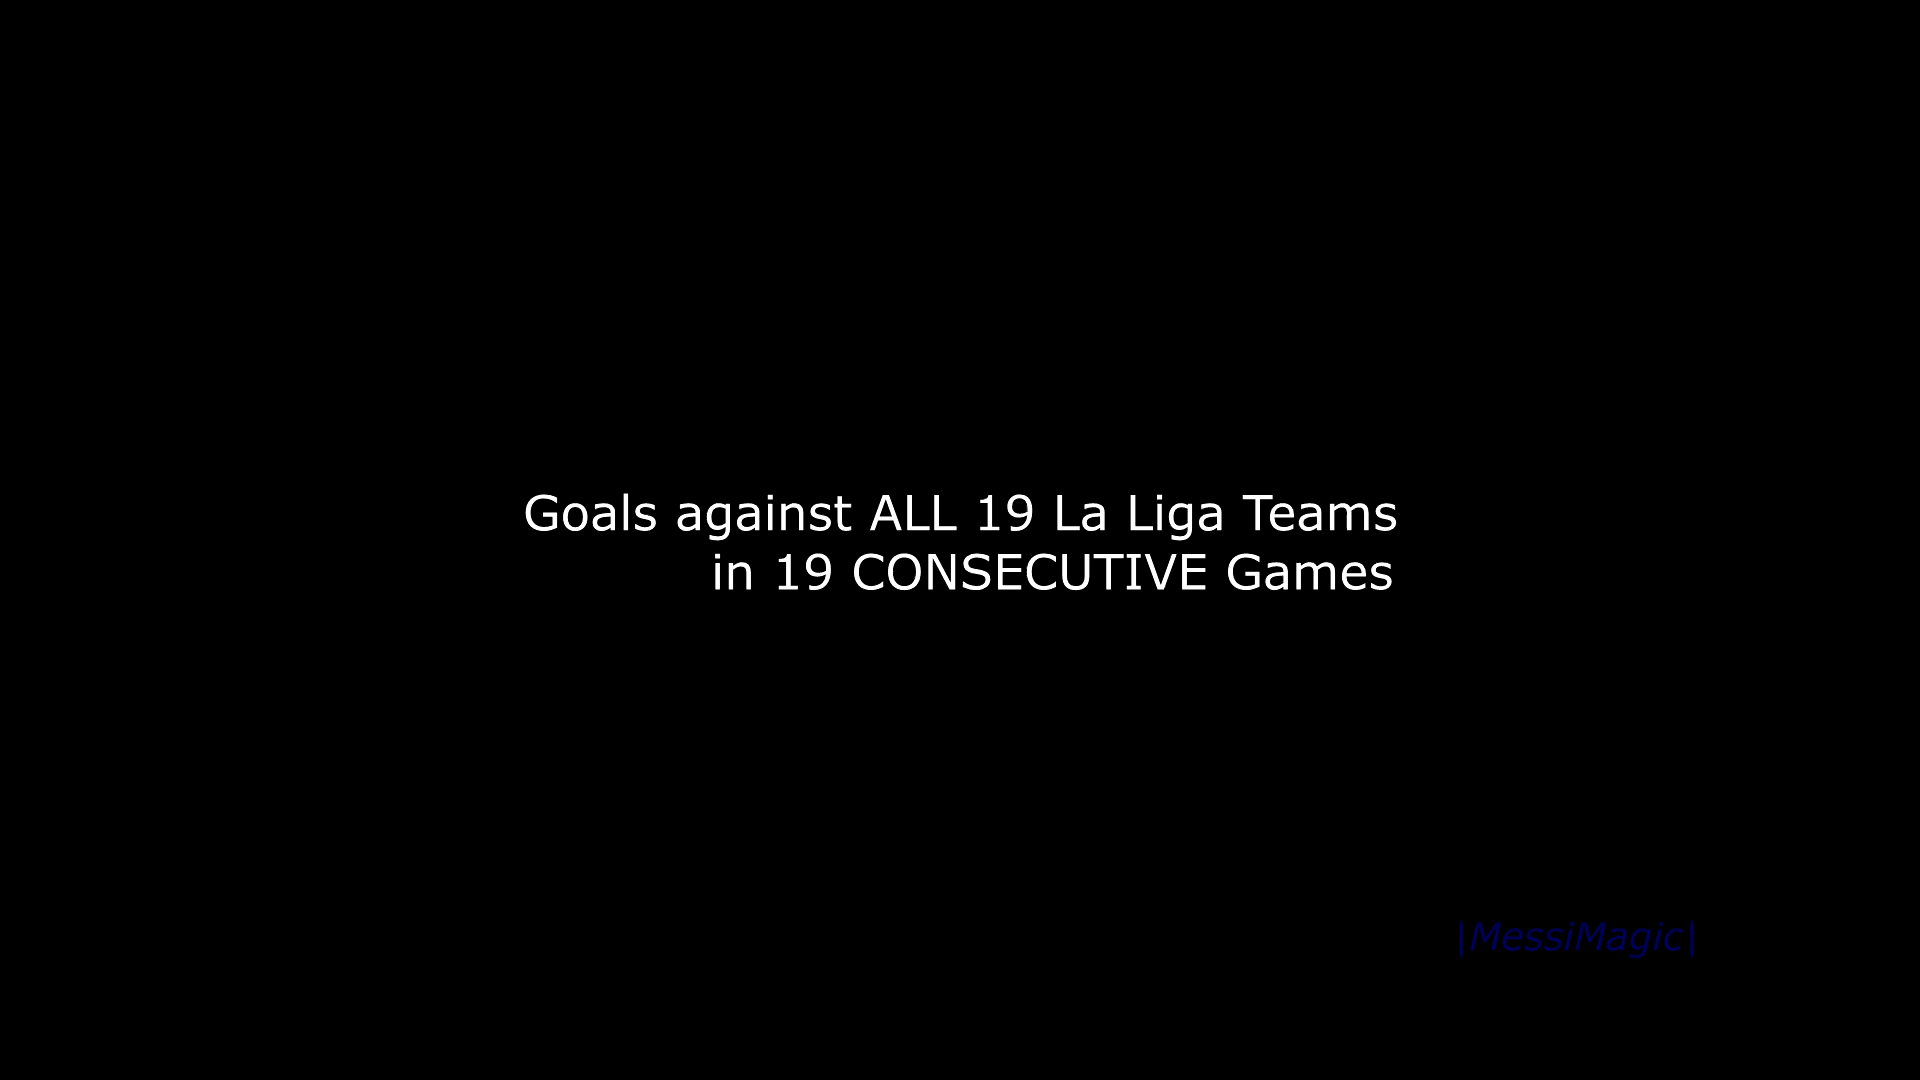 Goals against ALL 19 La Liga Teams
in 19 CONSECUTIVE Games
|MessiMagic|